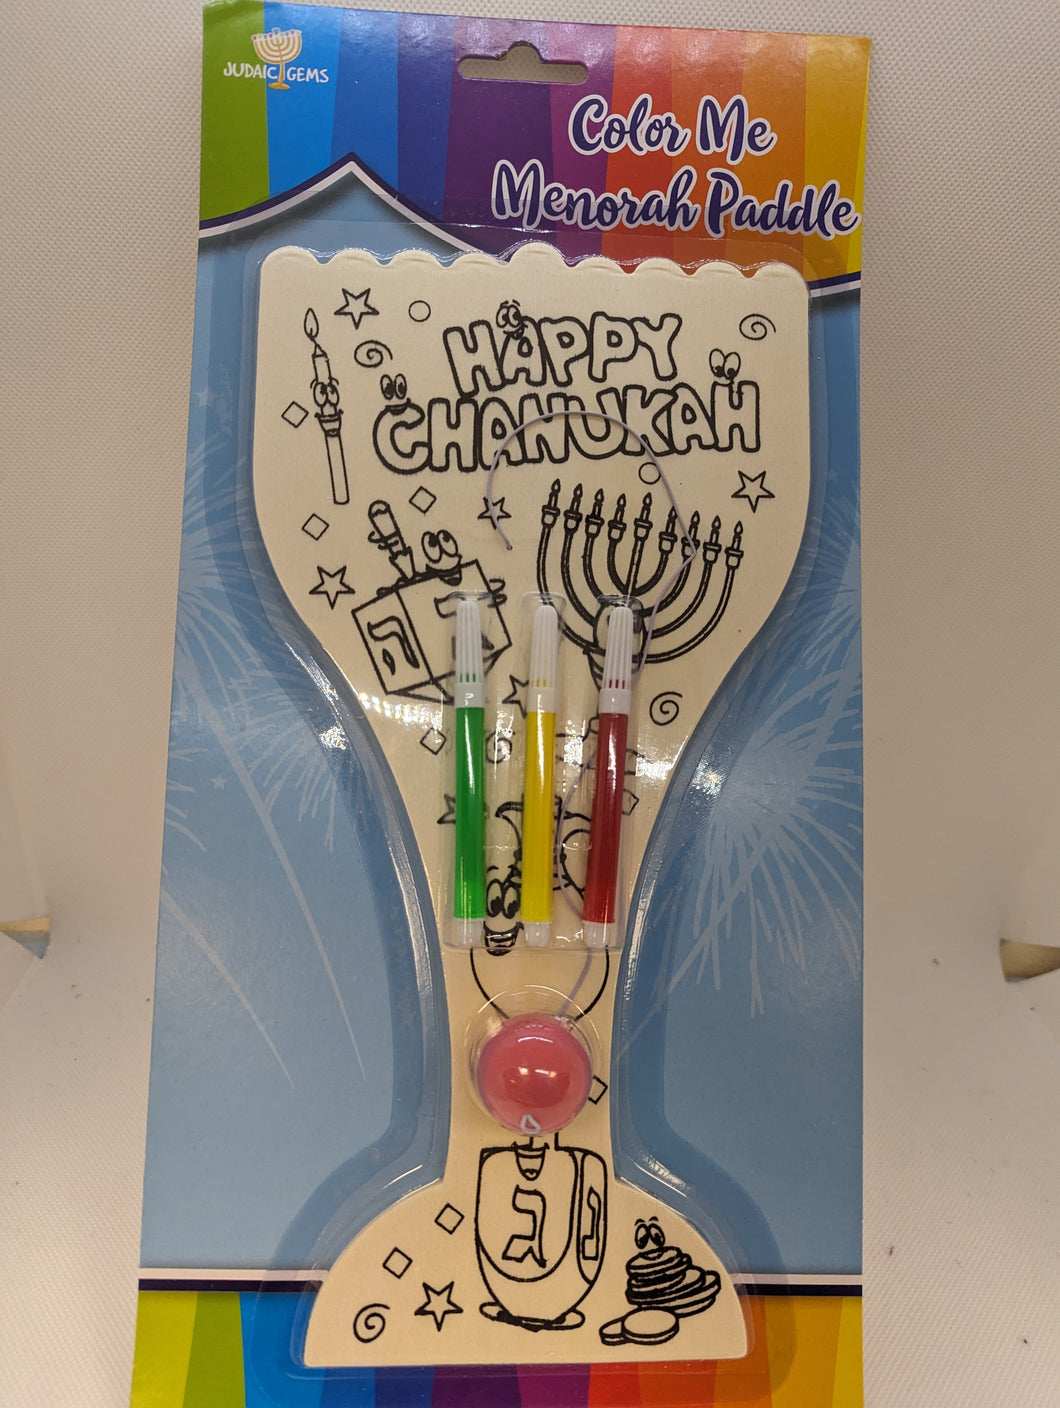 JUDAIC GEMS
Color Me
Menorah Paddle
HAPPY
CHANUKAH
ה
ג נ